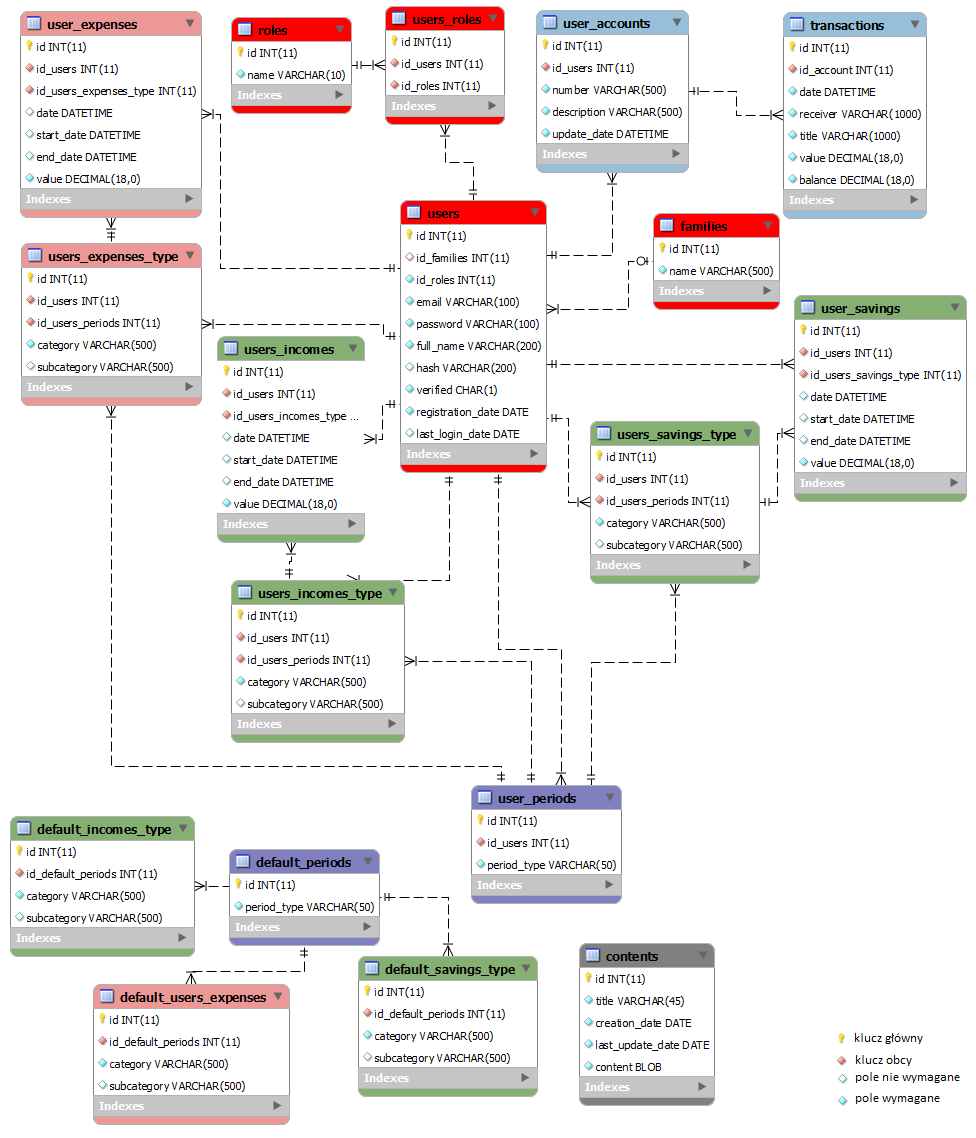 user_expenses
id INT(11)
id_users INT(11)
id_users_expenses_type INT(11)
date DATETIME
start_date DATETIME
end_date DATETIME
value DECIMAL(18,0)
Indexes
roles
id INT(11)
name VARCHAR(10)
Indexes
users_roles
id INT(11)
id_users INT(11)
id_roles INT(11)
Indexes
user_accounts
id INT(11)
id_users INT(11)
number VARCHAR(500)
description VARCHAR(500)
update_date DATETIME
Indexes
transactions
id INT(11)
id_account INT(11)
date DATETIME
receiver VARCHAR(1000)
title VARCHAR(1000)
value DECIMAL(18,0)
balance DECIMAL(18,0)
Indexes
users
id INT(11)
id_families INT(11)
id_roles INT(11)
email VARCHAR(100)
password VARCHAR(100)
full_name VARCHAR(200)
hash VARCHAR(200)
verified CHAR(1)
registration_date DATE
last_login_date DATE
Indexes
families
id INT(11)
name VARCHAR(500)
Indexes
users_expenses_type
id INT(11)
id_users INT(11)
id_users_periods INT(11)
category VARCHAR(500)
subcategory VARCHAR(500)
Indexes
users_incomes
id INT(11)
id_users INT(11)
id_users_incomes_type ...
date DATETIME
start_date DATETIME
end_date DATETIME
value DECIMAL(18,0)
Indexes
user_savings
id INT(11)
id_users INT(11)
id_users_savings_type INT(11)
date DATETIME
start_date DATETIME
end_date DATETIME
value DECIMAL(18,0)
Indexes
users_savings_type
id INT(11)
id_users INT(11)
id_users_periods INT(11)
category VARCHAR(500)
subcategory VARCHAR(500)
Indexes
users_incomes_type
id INT(11)
id_users INT(11)
id_users_periods INT(11)
category VARCHAR(500)
subcategory VARCHAR(500)
Indexes
user_periods
id INT(11)
id_users INT(11)
period_type VARCHAR(50)
Indexes
default_incomes_type
id INT(11)
id_default_periods INT(11)
category VARCHAR(500)
subcategory VARCHAR(500)
Indexes
default_periods
id INT(11)
period_type VARCHAR(50)
Indexes
default_users_expenses
id INT(11)
id_default_periods INT(11)
category VARCHAR(500)
subcategory VARCHAR(500)
Indexes
default_savings_type
id INT(11)
id_default_periods INT(11)
category VARCHAR(500)
subcategory VARCHAR(500)
Indexes
contents
id INT(11)
title VARCHAR(45)
creation_date DATE
last_update_date DATE
content BLOB
Indexes
klucz główny
klucz obcy
pole nie wymagane
pole wymagane